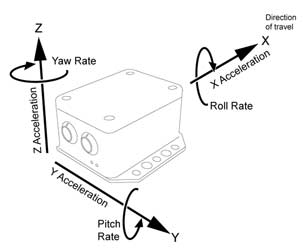 Z
Yaw Rate
Z Acceleration
Direction
of travel
X
X Acceleration
Roll Rate
Y Acceleration
Pitch
Rate
Y